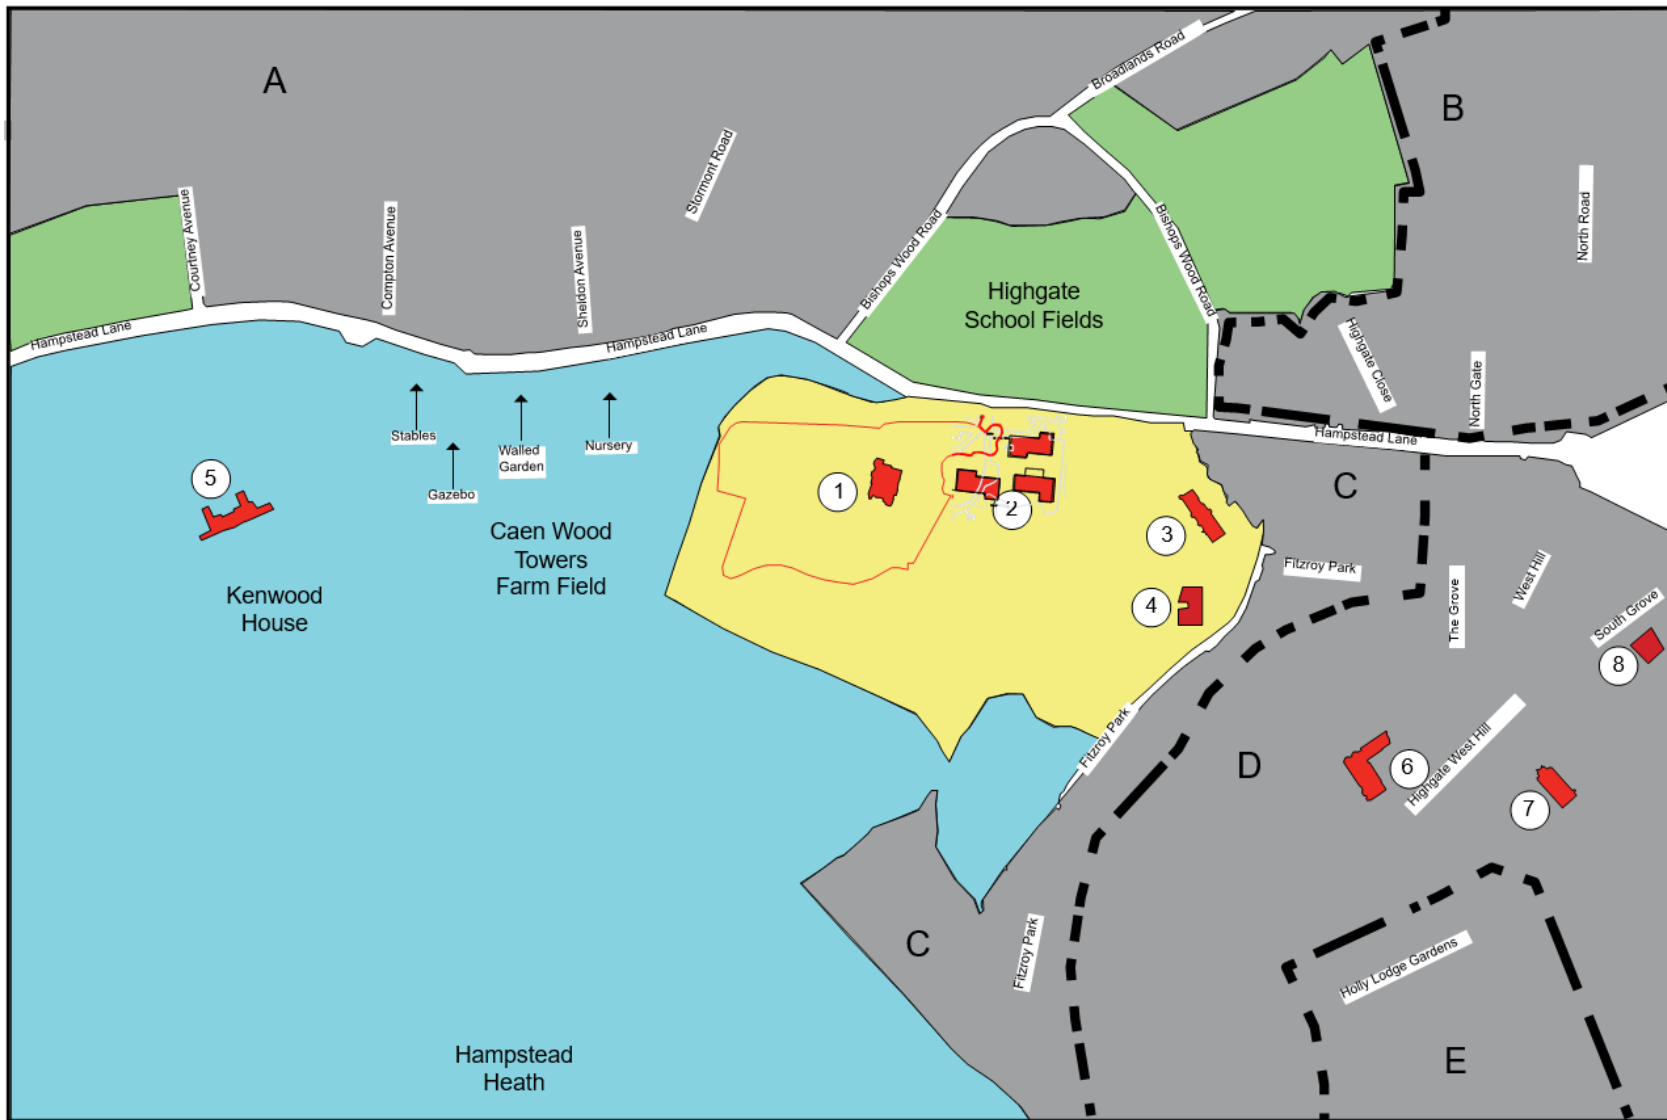 A
B
Broadlands Road
Stormont Road
Courtney Avenue
Compton Avenue
Sheldon Avenue
Bishops Wood Road
Bishops Wood Road
North Road
Highgate
School Fields
Hampstead Lane
Hampstead Lane
Highgate Close
North Gate
Hampstead Lane
Stables
Gazebo
Walled
Garden
Nursery
5
1
2
3
4
C
Caen Wood
Towers
Farm Field
Kenwood
House
Fitzroy Park
The Grove
West Hill
South Grove
8
Fitzroy Park
D
6
Highgate West Hill
7
C
Fitzroy Park
Holly Lodge Gardens
Hampstead
Heath
E